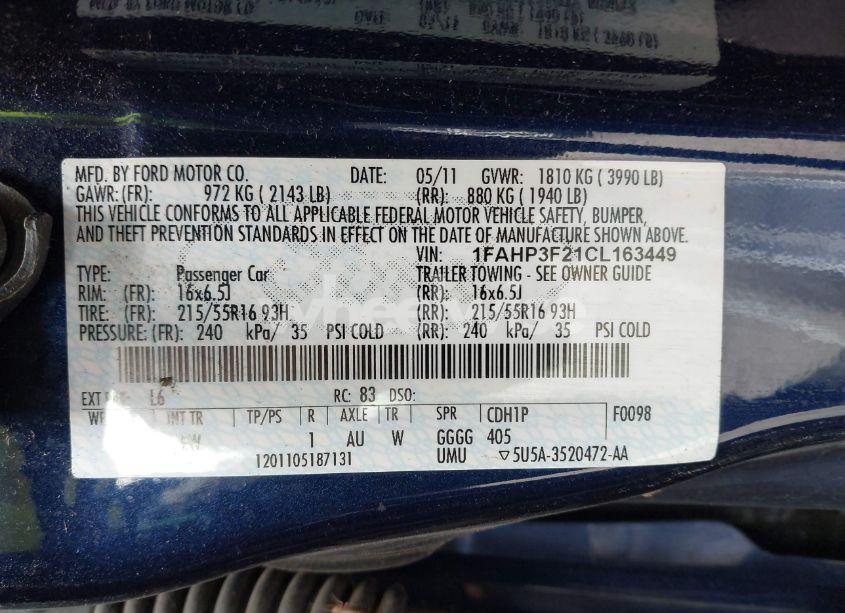 MFD. BY FORD MOTOR CO. DATE: 05/11 GVWR: 1810 KG ( 3990 LB)
GAWR: (FR): 972 KG ( 2143 LB) (RR): 880 KG ( 1940 LB)
THIS VEHICLE CONFORMS TO ALL APPLICABLE FEDERAL MOTOR VEHICLE SAFETY, BUMPER,
AND THEFT PREVENTION STANDARDS IN EFFECT ON THE DATE OF MANUFACTURE SHOWN ABOVE.
VIN: 1FAHP3F21CL163449
TYPE: Passenger Car TRAILER TOWING - SEE OWNER GUIDE
RIM: (FR): 16x6.5J (RR): 16x6.5J
TIRE: (FR): 215/55R16 93H (RR): 215/55R16 93H
PRESSURE: (FR): 240 kPa/ 35 PSI COLD (RR): 240 kPa/ 35 PSI COLD
EXT L6 RC: 83 DSO:
INT TR TP/PS R AXLE TR SPR CDH1P F0098
1 AU W GGGG 405
1201105187131 UMU ▽5U5A-3520472-AA